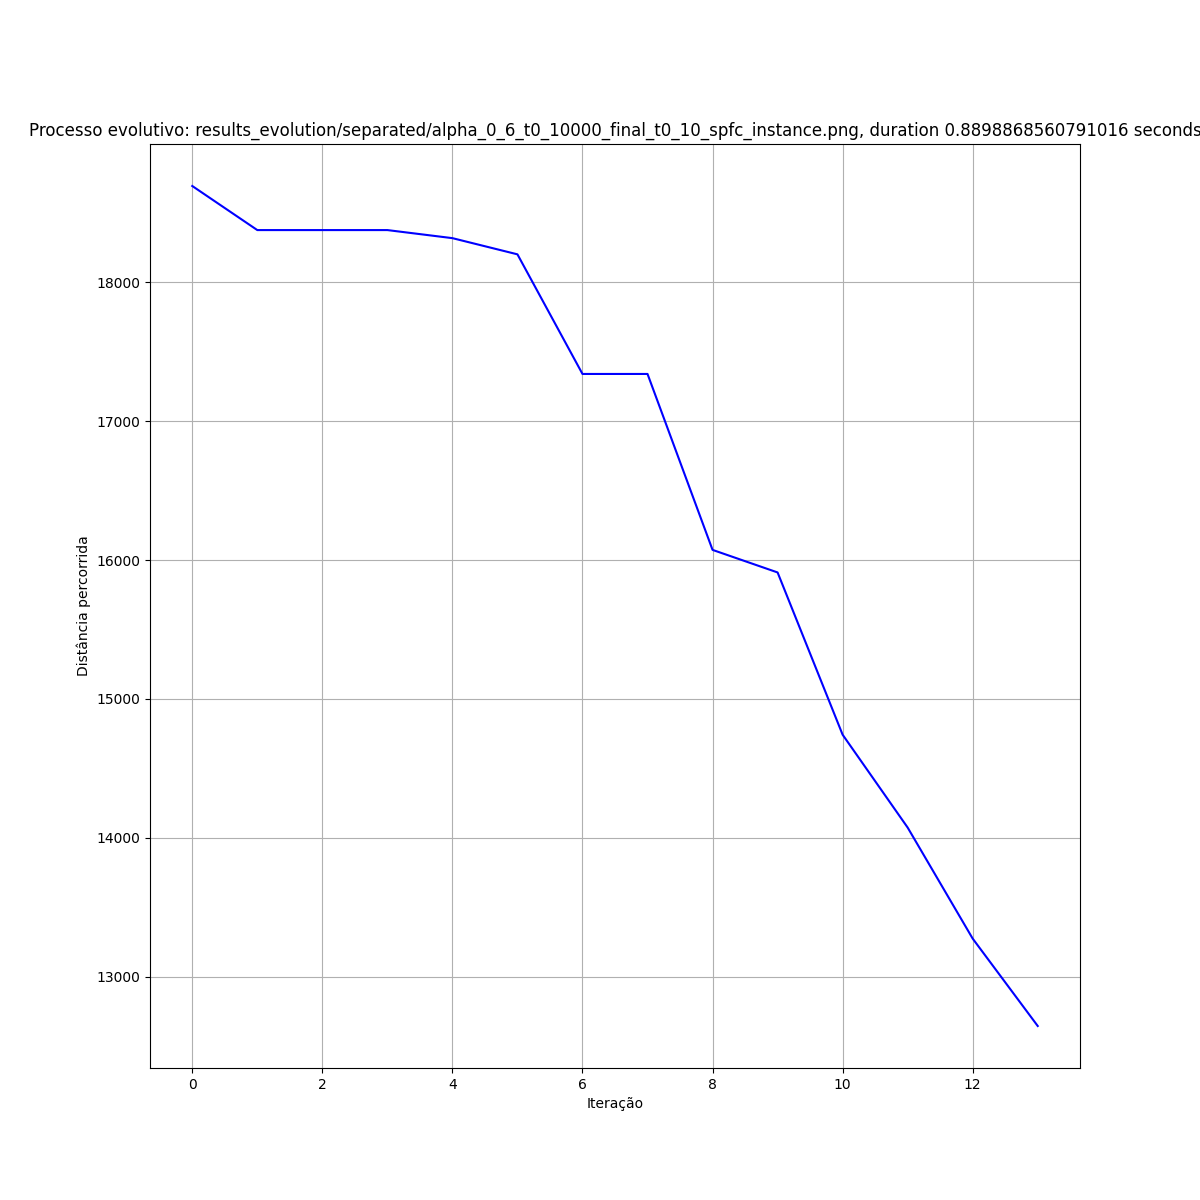 Processo evolutivo: results_evolution/separated/alpha_0_6_t0_10000_final_t0_10_spfc_instance.png, duration 0.8898868560791016 seconds
18000
17000
16000
15000
14000
13000
Distância percorrida
0 2 4 6 8 10 12
Iteração